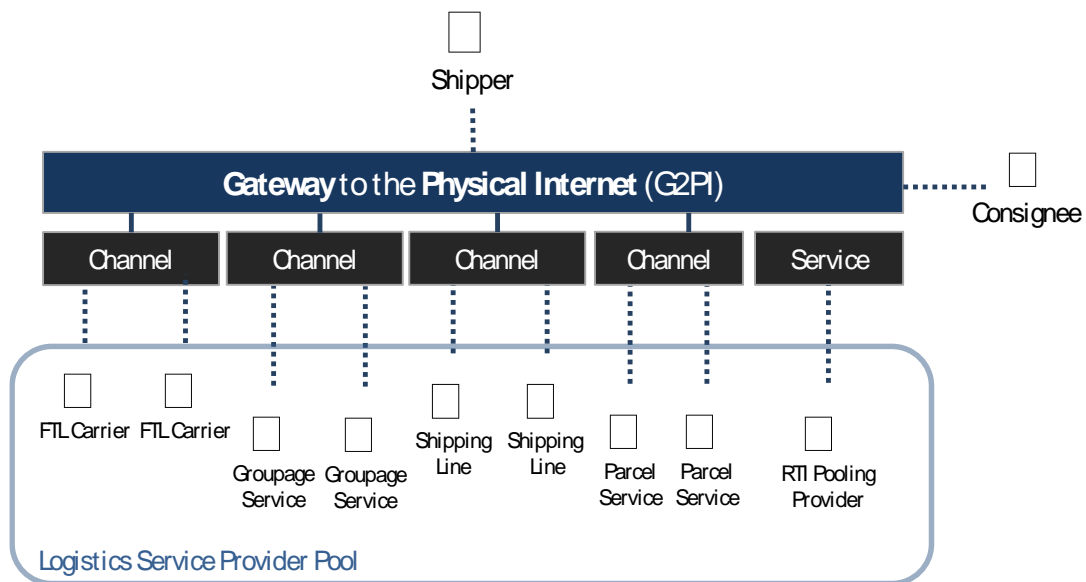 Shipper
Gateway to the Physical Internet (G2PI)
Consignee
Channel
Channel
Channel
Channel
Service
FTL Carrier
FTL Carrier
Groupage
Service
Groupage
Service
Shipping
Line
Shipping
Line
Parcel
Service
Parcel
Service
RTI Pooling
Provider
Logistics Service Provider Pool